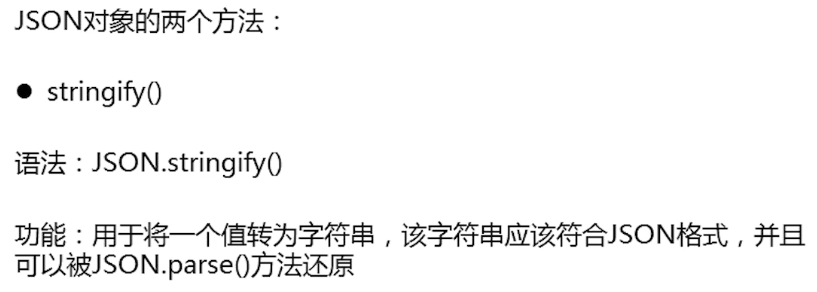 JSON对象的两个方法：
● stringify()
语法：JSON.stringify()
功能：用于将一个值转为字符串，该字符串应该符合JSON格式，并且
可以被JSON.parse()方法还原